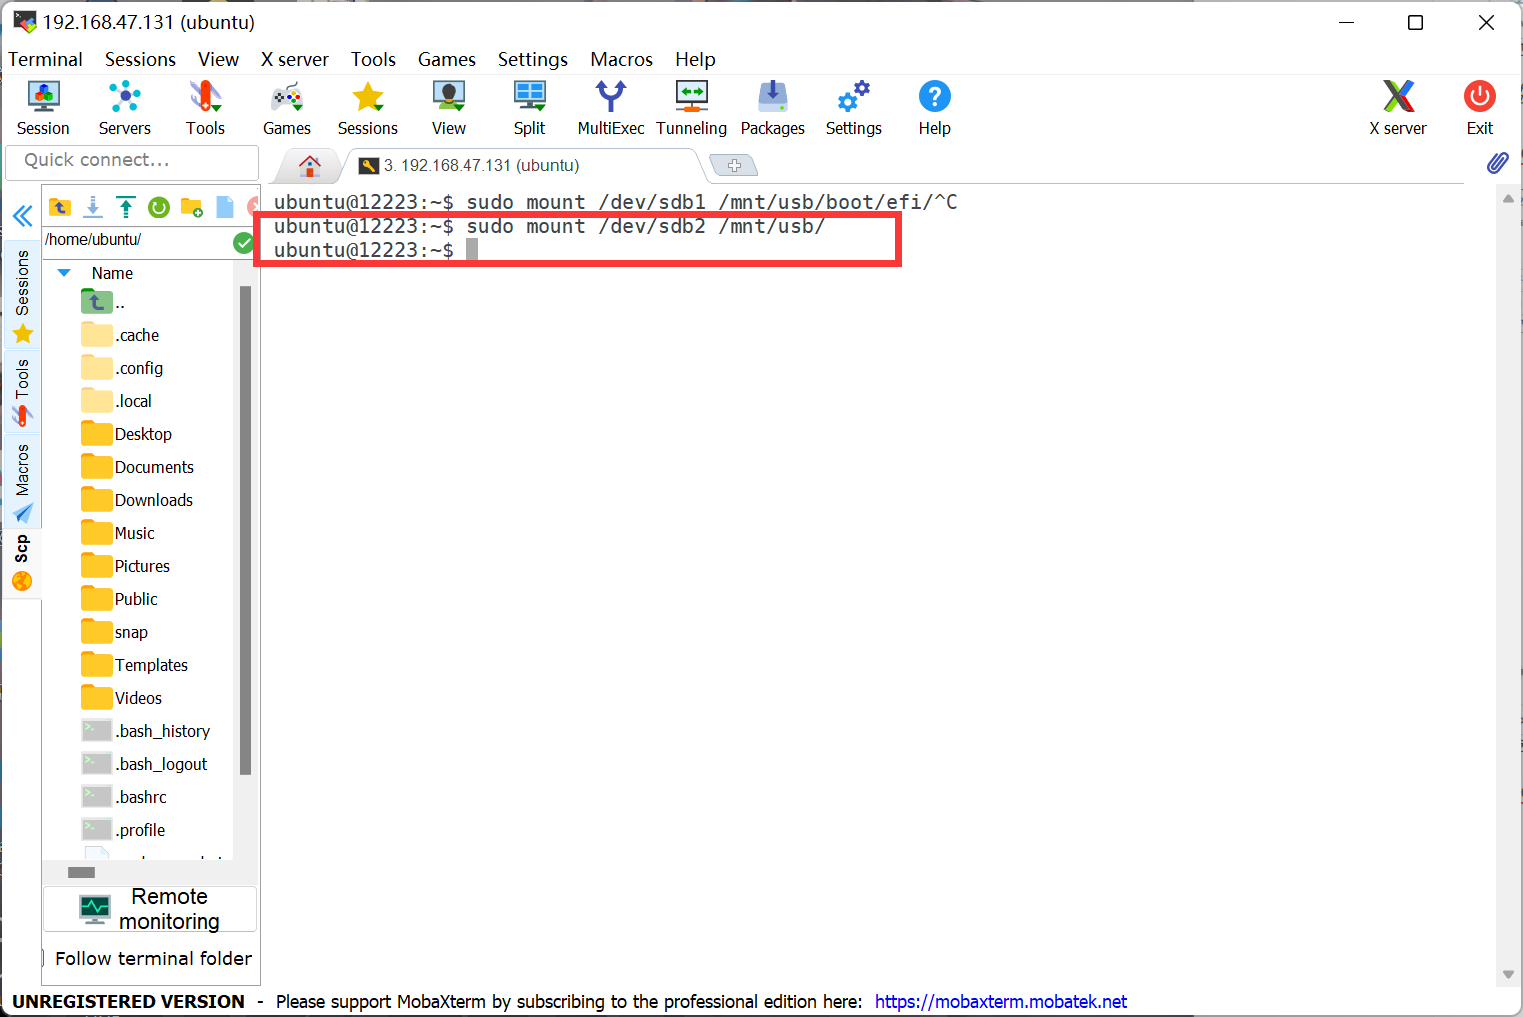 192.168.47.131 (ubuntu)
Terminal Sessions View X server Tools Games Settings Macros Help
Session Servers Tools Games Sessions View Split MultiExec Tunneling Packages Settings Help X server Exit
Quick connect...
3. 192.168.47.131 (ubuntu)
/home/ubuntu/
Name
..
.cache
.config
.local
Desktop
Documents
Downloads
Music
Pictures
Public
snap
Templates
Videos
.bash_history
.bash_logout
.bashrc
.profile
Remote
monitoring
Follow terminal folder
Sessions
Tools
Macros
Scp
ubuntu@12223:~$ sudo mount /dev/sdb1 /mnt/usb/boot/efi/^C
ubuntu@12223:~$ sudo mount /dev/sdb2 /mnt/usb/
ubuntu@12223:~$
UNREGISTERED VERSION - Please support MobaXterm by subscribing to the professional edition here: https://mobaxterm.mobatek.net